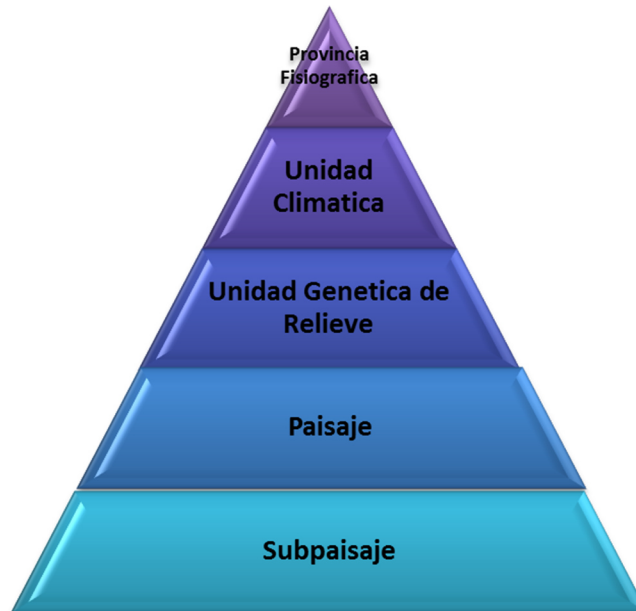 Provincia
Fisiografica
Unidad
Climatica
Unidad Genetica de
Relieve
Paisaje
Subpaisaje